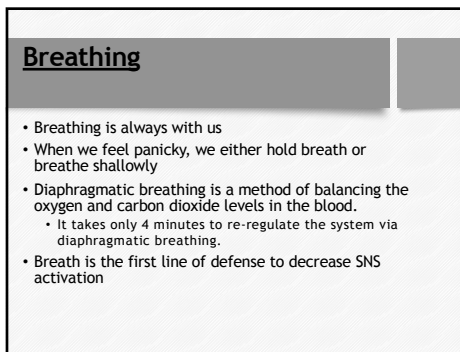 Breathing
• Breathing is always with us
• When we feel panicky, we either hold breath or
breathe shallowly
• Diaphragmatic breathing is a method of balancing the
oxygen and carbon dioxide levels in the blood.
• It takes only 4 minutes to re-regulate the system via
diaphragmatic breathing.
• Breath is the first line of defense to decrease SNS
activation